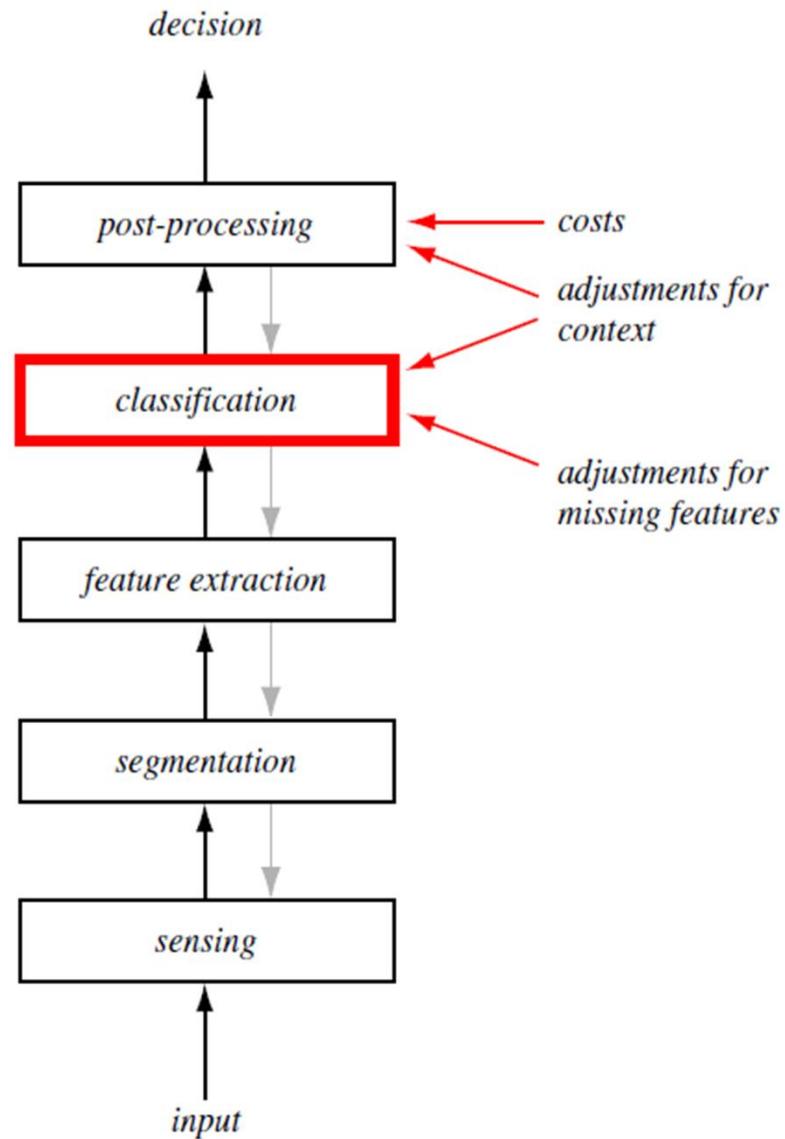 decision
post-processing
costs
adjustments for
context
classification
adjustments for
missing features
feature extraction
segmentation
sensing
input